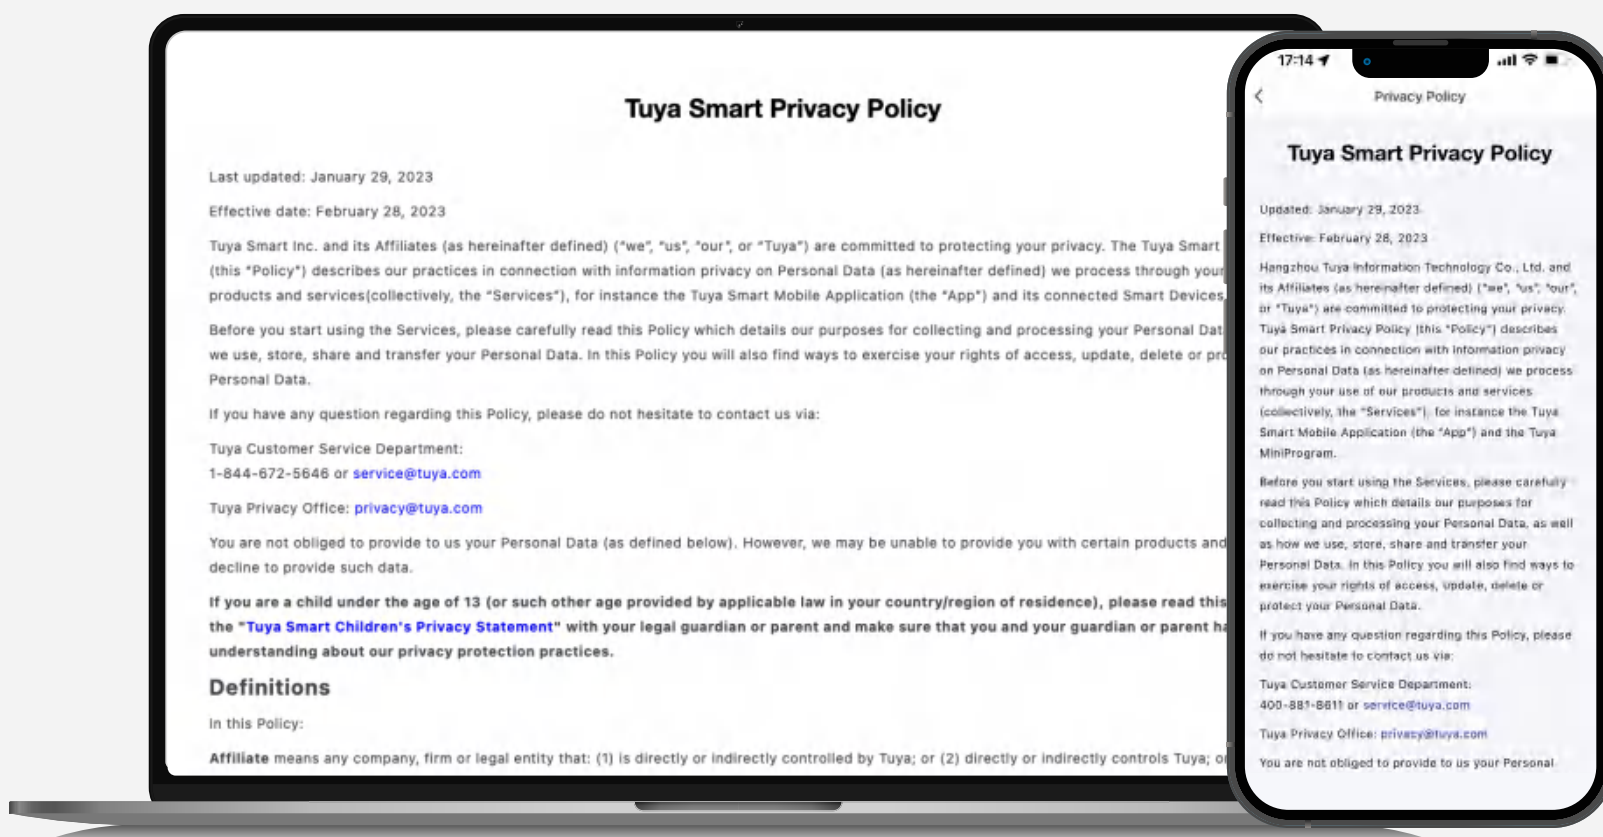 Tuya Smart Privacy Policy
Last updated: January 29, 2023
Effective date: February 28, 2023
Tuya Smart Inc. and its Affiliates (as hereinafter defined) ("we", "us", "our", or "Tuya") are committed to protecting your privacy. The Tuya Smart
(this "Policy") describes our practices in connection with information privacy on Personal Data (as hereinafter defined) we process through your
products and services(collectively, the "Services"), for instance the Tuya Smart Mobile Application (the "App") and its connected Smart Devices.
Before you start using the Services, please carefully read this Policy which details our purposes for collecting and processing your Personal Dat
we use, store, share and transfer your Personal Data. In this Policy you will also find ways to exercise your rights of access, update, delete or pro
Personal Data.
If you have any question regarding this Policy, please do not hesitate to contact us via:
Tuya Customer Service Department:
1-844-672-5646 or service@tuya.com
Tuya Privacy Office: privacy@tuya.com
You are not obliged to provide to us your Personal Data (as defined below). However, we may be unable to provide you with certain products and
decline to provide such data.
If you are a child under the age of 13 (or such other age provided by applicable law in your country/region of residence), please read this
the "Tuya Smart Children's Privacy Statement" with your legal guardian or parent and make sure that you and your guardian or parent ha
understanding about our privacy protection practices.
Definitions
In this Policy:
Affiliate means any company, firm or legal entity that: (1) is directly or indirectly controlled by Tuya; or (2) directly or indirectly controls Tuya; or
17:14
Privacy Policy
Tuya Smart Privacy Policy
Updated: January 29, 2023
Effective: February 28, 2023
Hangzhou Tuya Information Technology Co., Ltd. and
its Affiliates (as hereinafter defined) ("we", "us", "our",
or "Tuya") are committed to protecting your privacy.
Tuya Smart Privacy Policy (this "Policy") describes
our practices in connection with information privacy
on Personal Data (as hereinafter defined) we process
through your use of our products and services
(collectively, the "Services"), for instance the Tuya
Smart Mobile Application (the "App") and the Tuya
MiniProgram.
Before you start using the Services, please carefully
read this Policy which details our purposes for
collecting and processing your Personal Data, as well
as how we use, store, share and transfer your
Personal Data. In this Policy you will also find ways to
exercise your rights of access, update, delete or
protect your Personal Data.
If you have any question regarding this Policy, please
do not hesitate to contact us via:
Tuya Customer Service Department:
400-881-8611 or service@tuya.com
Tuya Privacy Office: privacy@tuya.com
You are not obliged to provide to us your Personal